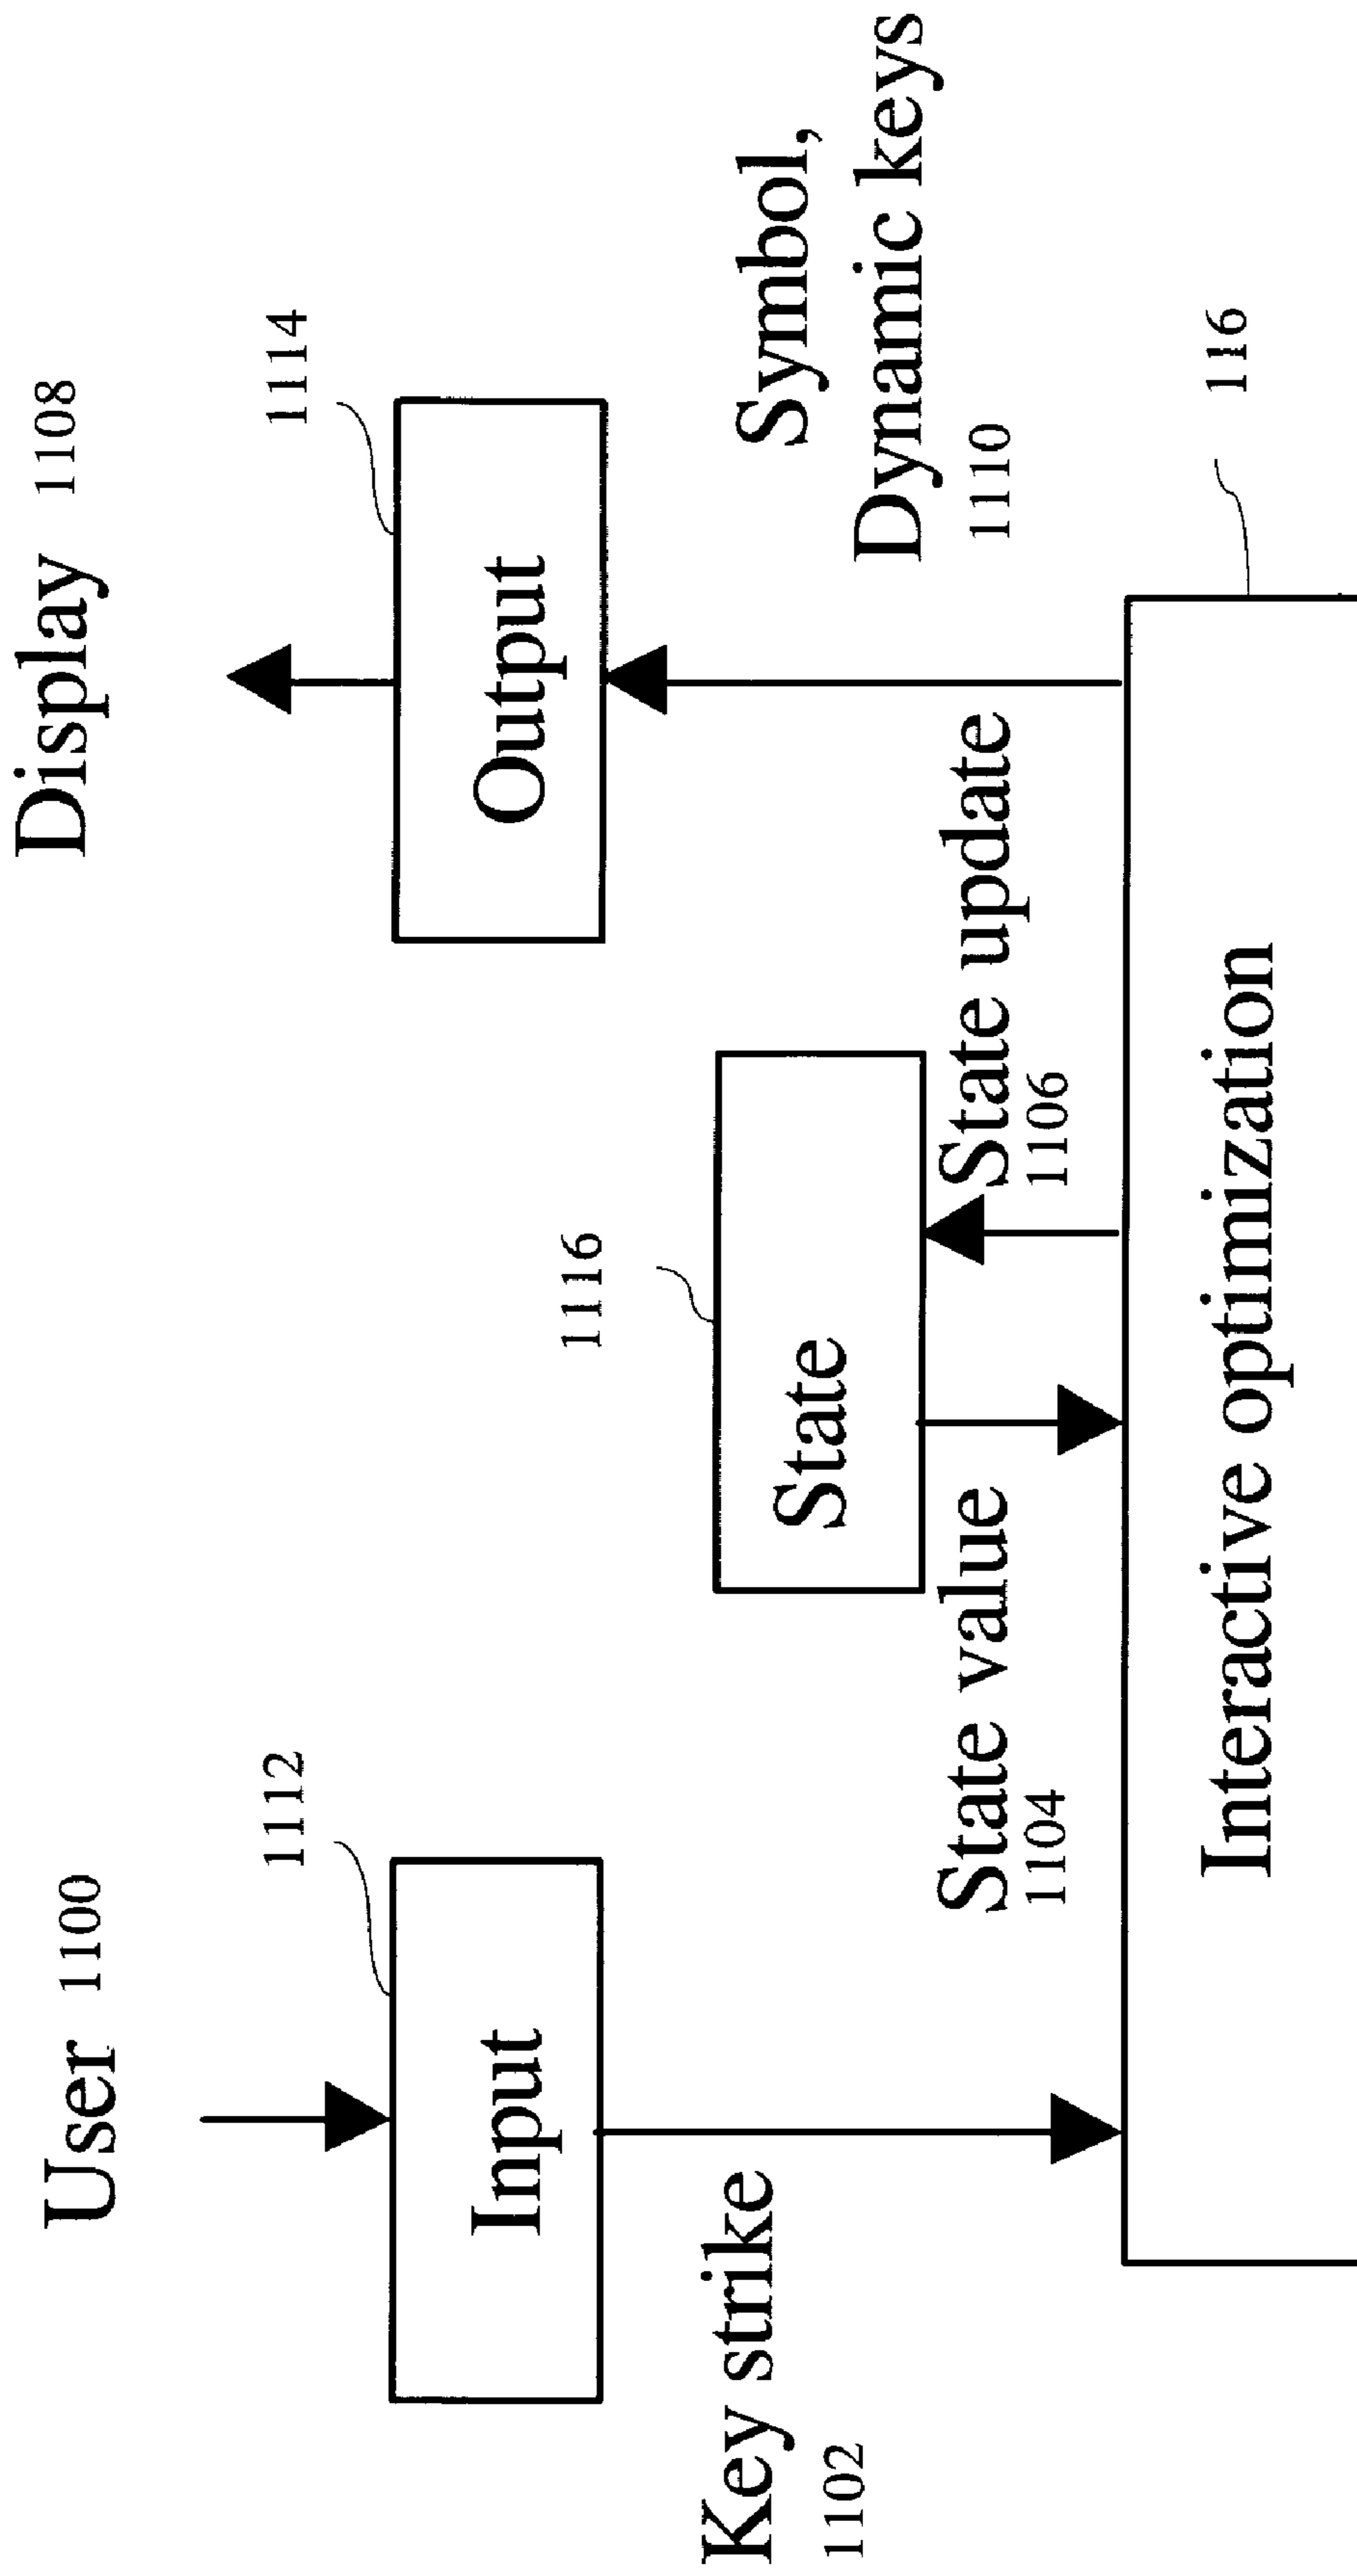 User 1100
Display 1108
1112
1114
Input
Output
1116
Key strike
1102
State
Symbol,
Dynamic keys
1110
State value
1104
State update
1106
116
Interactive optimization